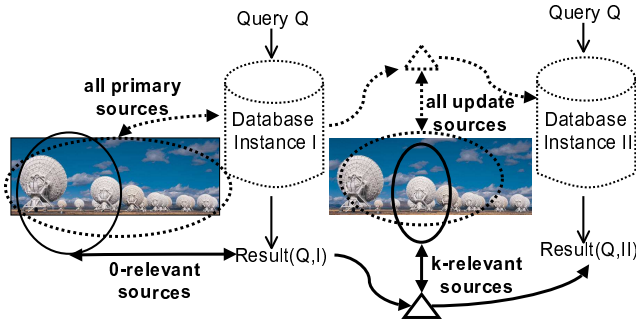 Query Q
Query Q
all primary
sources
all update
sources
Database
Instance I
Database
Instance II
Result(Q,I)
Result(Q,II)
0-relevant
sources
k-relevant
sources